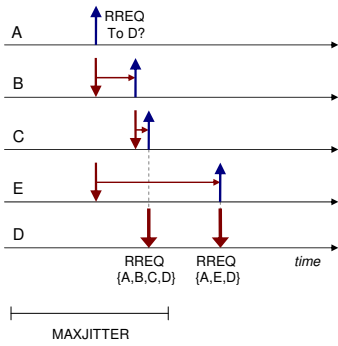 RREQ
A
To D?
B
C
E
D
RREQ RREQ time
{A,B,C,D} {A,E,D}
MAXJITTER